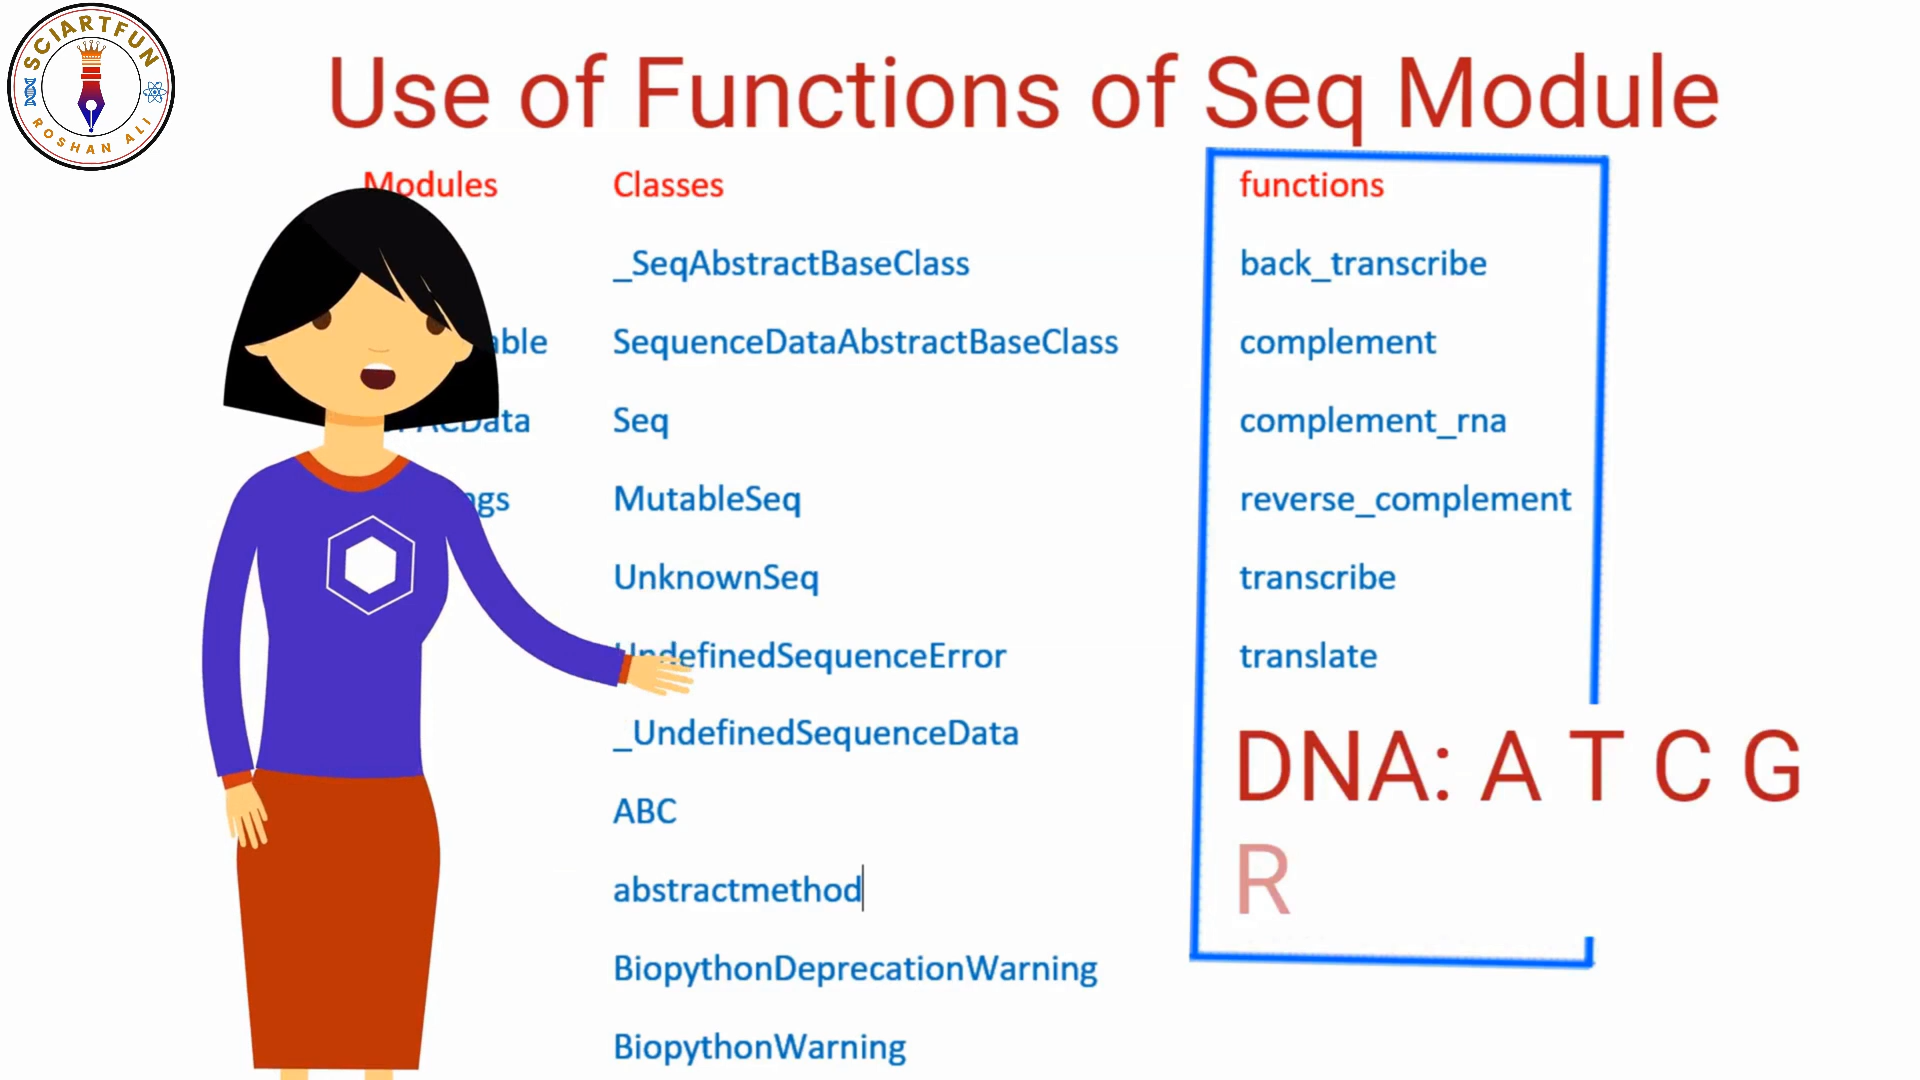 SCIARTFUN
ROSHAN ALI
Use of Functions of Seq Module
Modules Classes functions
_SeqAbstractBaseClass back_transcribe
SequenceDataAbstractBaseClass complement
Seq complement_rna
MutableSeq reverse_complement
UnknownSeq transcribe
UndefinedSequenceError translate
_UndefinedSequenceData
DNA: A T C G
ABC
R
abstractmethod
BiopythonDeprecationWarning
BiopythonWarning